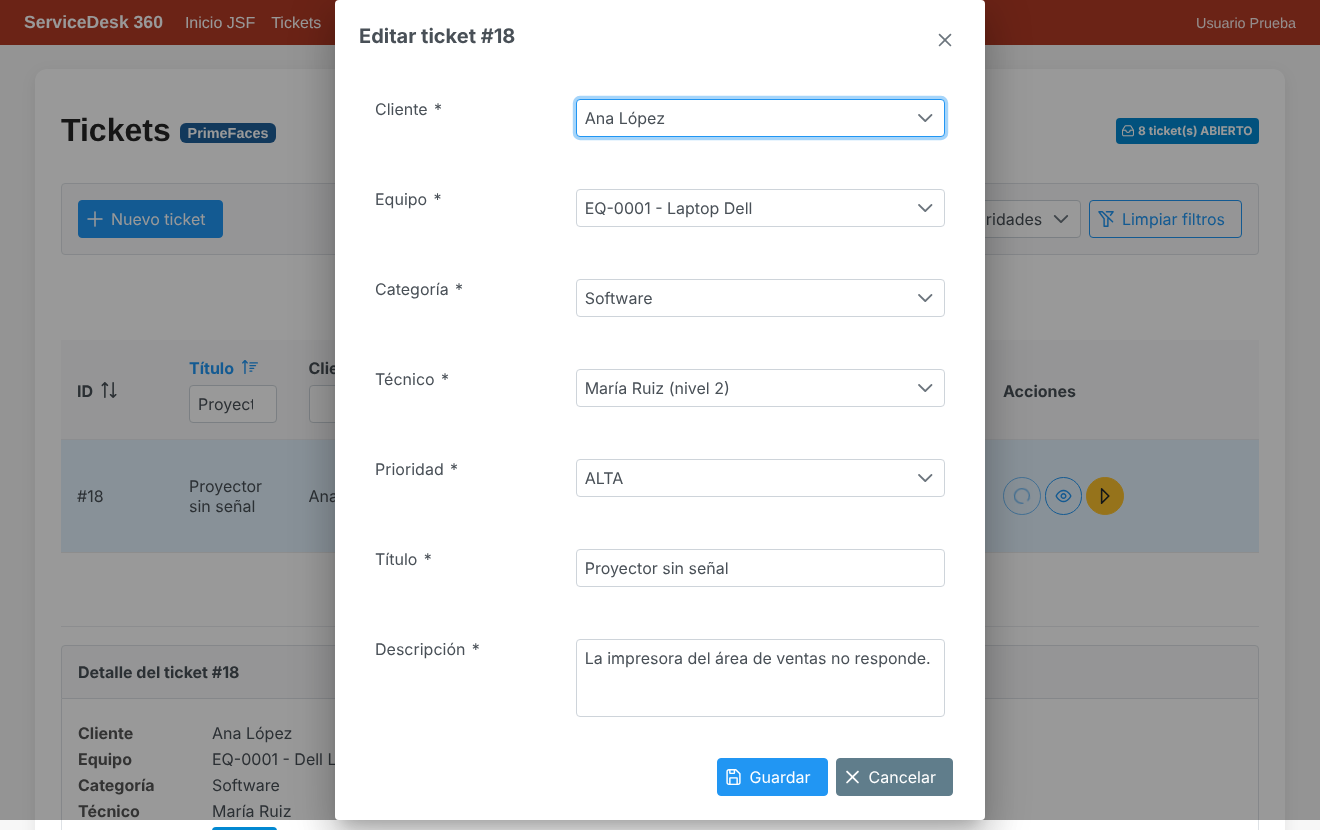 ServiceDesk 360 Inicio JSF Tickets Usuario Prueba
Editar ticket #18
Tickets PrimeFaces
8 ticket(s) ABIERTO
Nuevo ticket
ridades
Limpiar filtros
Cliente *
Ana López
Equipo *
EQ-0001 - Laptop Dell
Categoría *
Software
Técnico *
María Ruiz (nivel 2)
Prioridad *
ALTA
Título *
Proyector sin señal
Descripción *
La impresora del área de ventas no responde.
Guardar
Cancelar
ID
Título
Clie
Acciones
Proyect
#18
Proyector
sin señal
Ana
Detalle del ticket #18
Cliente Ana López
Equipo EQ-0001 - Dell L
Categoría Software
Técnico María Ruiz